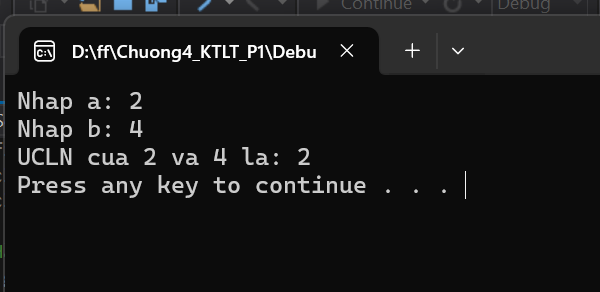 Continue
Debug
D:\ff\Chuong4_KTLT_P1\Debu
Nhap a: 2
Nhap b: 4
UCLN cua 2 va 4 la: 2
Press any key to continue . . .